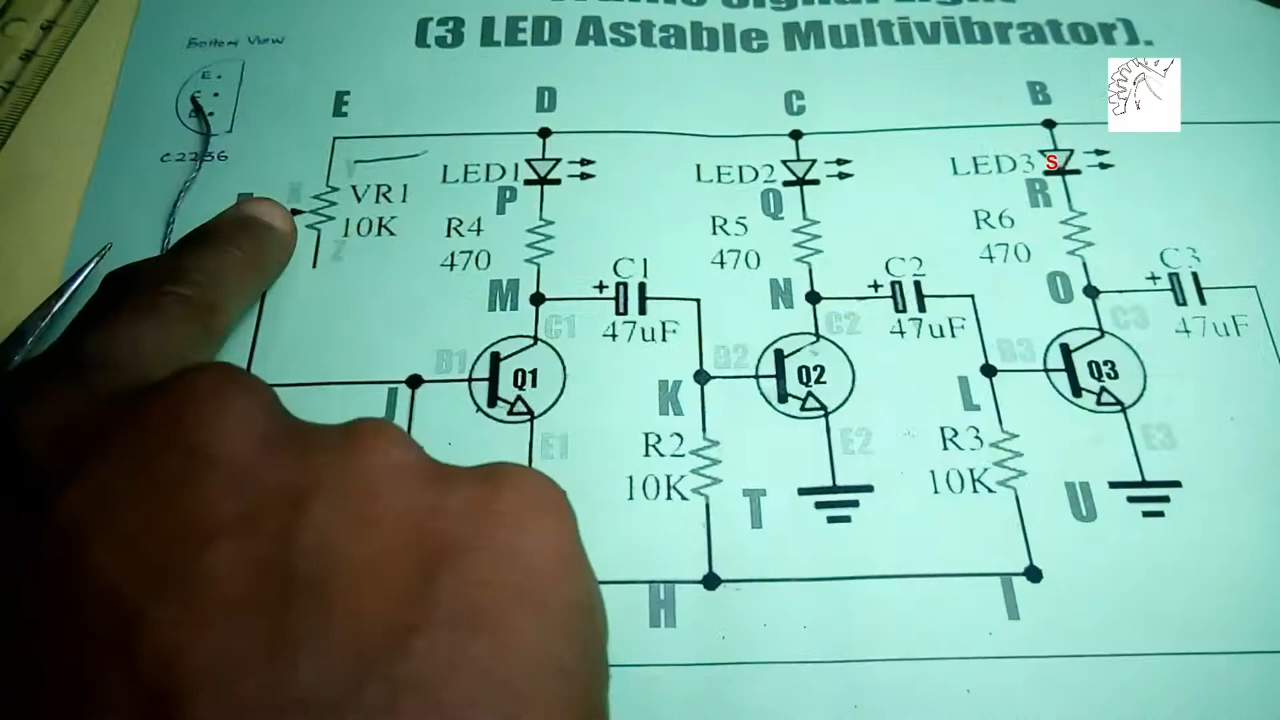 (3 LED Astable Multivibrator).
Bottom View
E
C
C2236
E
D
C
B
LED1
LED2
LED3
S
P
Q
R
VR1
10K
Z
R4
470
R5
470
R6
470
M
C1
47uF
N
C2
47uF
O
C3
47uF
C1
C2
C3
B1
B2
B3
Q1
Q2
Q3
J
K
L
E1
E2
E3
R2
10K
R3
10K
T
U
H
I